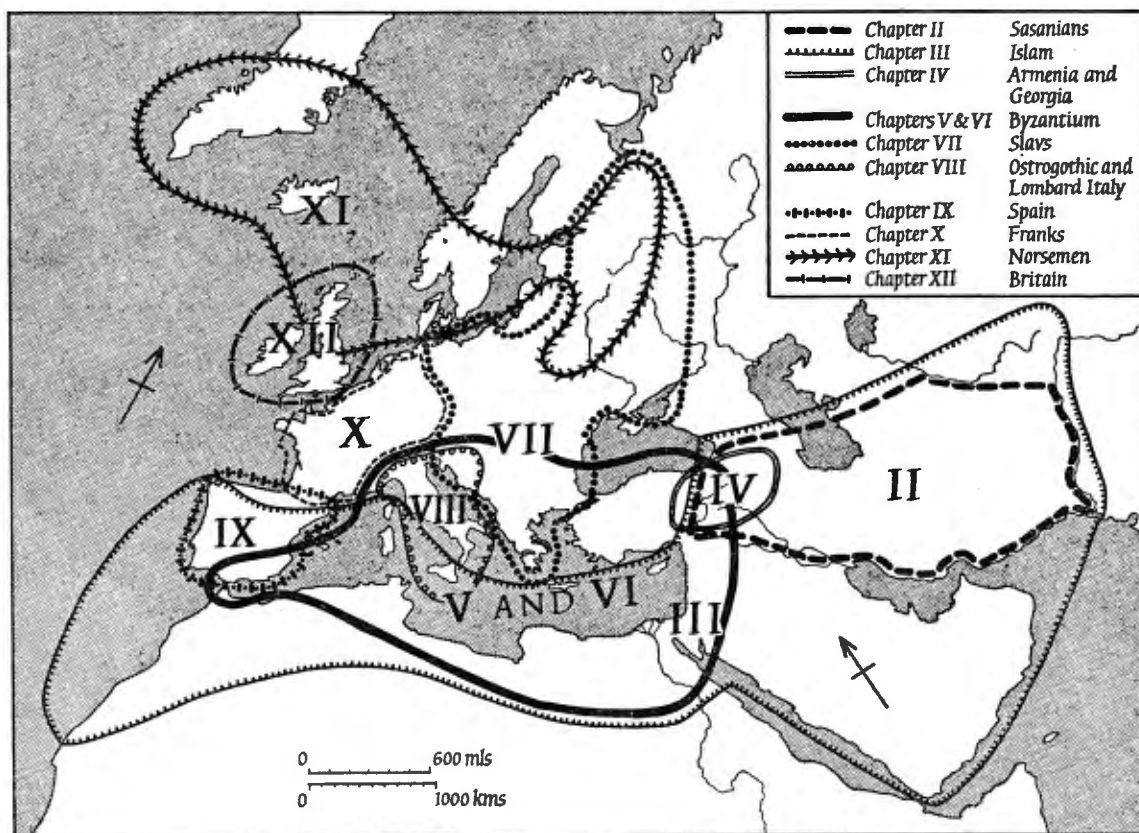 Chapter II Sasanians
Chapter III Islam
Chapter IV Armenia and
Georgia
Chapters V & VI Byzantium
Chapter VII Slavs
Chapter VIII Ostrogothic and
Lombard Italy
Chapter IX Spain
Chapter X Franks
Chapter XI Norsemen
Chapter XII Britain
XI
XII
X
VII
IV
II
VIII
IX
V AND VI
III
0 600 mls
0 1000 kms